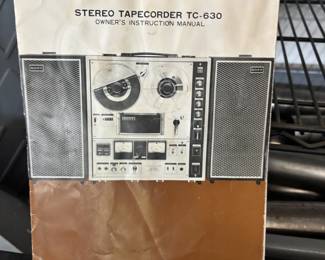 STEREO TAPECORDER TC-630
OWNER'S INSTRUCTION MANUAL